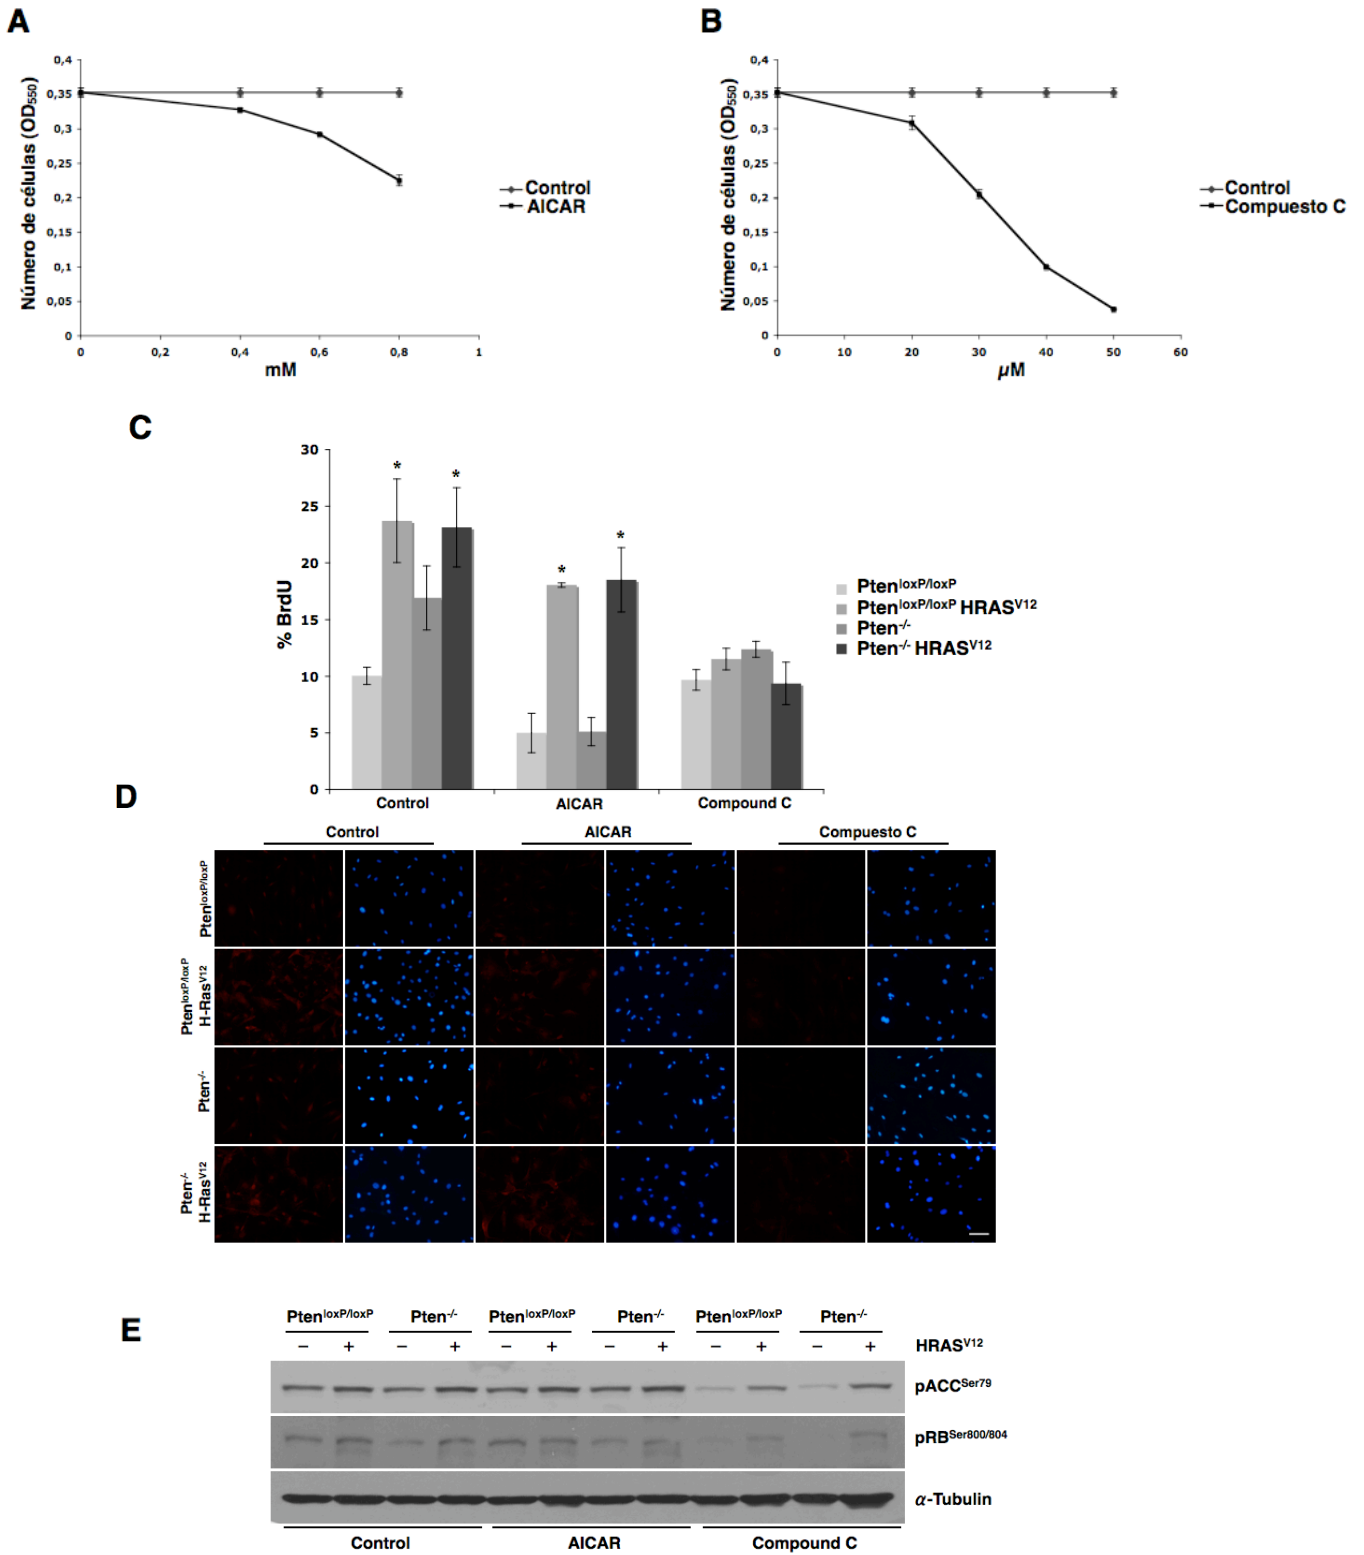 A
B
0,4
0,35
0,3
0,25
0,2
0,15
0,1
0,05
0
0
0,2
0,4
0,6
0,8
1
mM
Número de células (OD550)
Control
AICAR
0,4
0,35
0,3
0,25
0,2
0,15
0,1
0,05
0
0
10
20
30
40
50
60
µM
Número de células (OD550)
Control
Compuesto C
C
30
25
20
15
10
5
0
% BrdU
* * * *
Control AICAR Compound C
PtenloxP/loxP
PtenloxP/loxP HRASV12
Pten-/-
Pten-/- HRASV12
D
Control AICAR Compuesto C
PtenloxP/loxP
PtenloxP/loxP
H-RasV12
Pten-/-
Pten-/-
H-RasV12
E
PtenloxP/loxP Pten-/- PtenloxP/loxP Pten-/- PtenloxP/loxP Pten-/-
– + – + – + – + – + – + HRASV12
pACCSer79
pRBSer800/804
α-Tubulin
Control AICAR Compound C